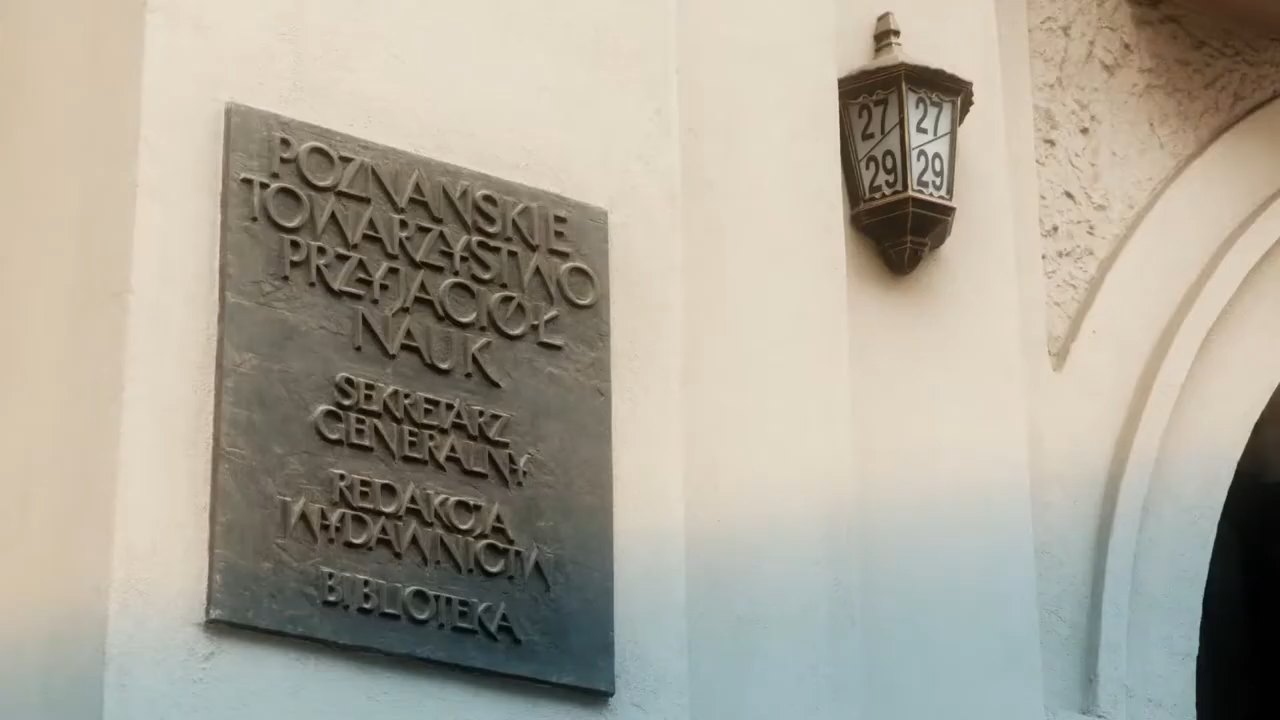 POZNAŃSKIE
TOWARZYSTWO
PRZYJACIÓŁ
NAUK
SEKRETARZ
GENERALNY
REDAKCJA
WYDAWNICTW
BIBLIOTEKA
27 27
29 29